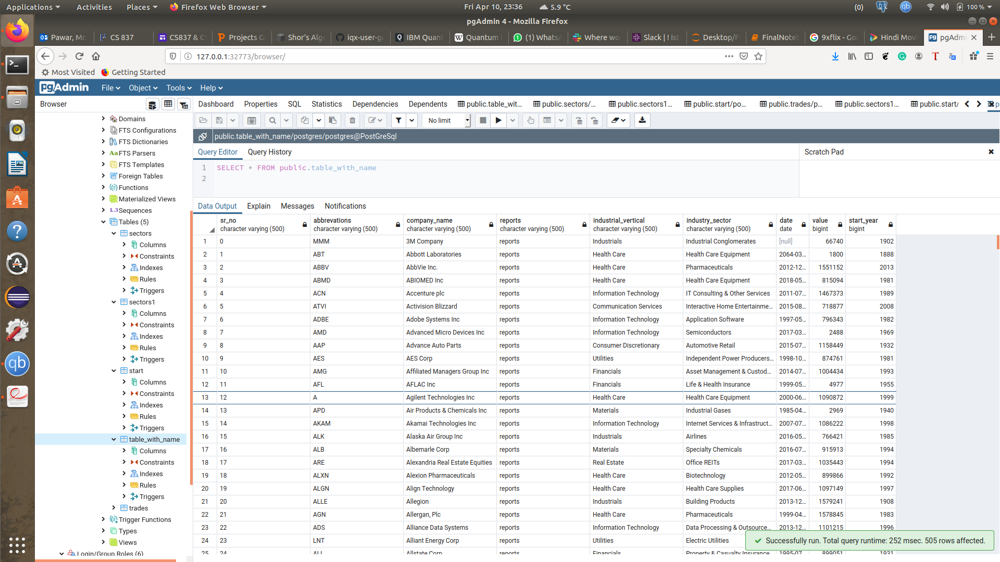 Applications Activities Places Firefox Web Browser Fri Apr 10, 23:36 5.9 °C (0) qb 100 %
pgAdmin 4 - Mozilla Firefox
Pawar, Mr. CS 837 CS837 & C Projects G Shor's Alg iqx-user-g IBM Quant Quantum (1) WhatsA Where wo Slack | ! ist Desktop/F FinalNote 9xflix - Goo Hindi Movi pgAdmi
127.0.0.1:32773/browser/
Most Visited Getting Started
pgAdmin File Object Tools Help
Browser Dashboard Properties SQL Statistics Dependencies Dependents public.table_wit... public.sectors/... public.sectors1... public.start/po... public.trades/p... public.sectors1... public.start/
No limit
public.table_with_name/postgres/postgres@PostGreSql
Query Editor Query History Scratch Pad
1 SELECT * FROM public.table_with_name
2
Domains
FTS Configurations
FTS Dictionaries
FTS Parsers
FTS Templates
Foreign Tables
Functions
Materialized Views
1.3 Sequences
Tables (5)
sectors
Columns
Constraints
Indexes
Rules
Triggers
sectors1
Columns
Constraints
Indexes
Rules
Triggers
start
Columns
Constraints
Indexes
Rules
Triggers
table_with_name
Columns
Constraints
Indexes
Rules
Triggers
trades
Trigger Functions
Types
Views
Login/Group Roles (6)
Data Output Explain Messages Notifications
sr_no abbrevations company_name reports industrial_vertical industry_sector date value start_year
character varying (500) character varying (500) character varying (500) character varying (500) character varying (500) character varying (500) date bigint bigint
1 0 MMM 3M Company reports Industrials Industrial Conglomerates [null] 66740 1902
2 1 ABT Abbott Laboratories reports Health Care Health Care Equipment 2064-03... 1800 1888
3 2 ABBV AbbVie Inc. reports Health Care Pharmaceuticals 2012-12... 1551152 2013
4 3 ABMD ABIOMED Inc reports Health Care Health Care Equipment 2018-05... 815094 1981
5 4 ACN Accenture plc reports Information Technology IT Consulting & Other Services 2011-07... 1467373 1989
6 5 ATVI Activision Blizzard reports Communication Services Interactive Home Entertainme... 2015-08... 718877 2008
7 6 ADBE Adobe Systems Inc reports Information Technology Application Software 1997-05... 796343 1982
8 7 AMD Advanced Micro Devices Inc reports Information Technology Semiconductors 2017-03... 2488 1969
9 8 AAP Advance Auto Parts reports Consumer Discretionary Automotive Retail 2015-07... 1158449 1932
10 9 AES AES Corp reports Utilities Independent Power Producers... 1998-10... 874761 1981
11 10 AMG Affiliated Managers Group Inc reports Financials Asset Management & Custod... 2014-07... 1004434 1993
12 11 AFL AFLAC Inc reports Financials Life & Health Insurance 1999-05... 4977 1955
13 12 A Agilent Technologies Inc reports Health Care Health Care Equipment 2000-06... 1090872 1999
14 13 APD Air Products & Chemicals Inc reports Materials Industrial Gases 1985-04... 2969 1940
15 14 AKAM Akamai Technologies Inc reports Information Technology Internet Services & Infrastruct... 2007-07... 1086222 1998
16 15 ALK Alaska Air Group Inc reports Industrials Airlines 2016-05... 766421 1985
17 16 ALB Albemarle Corp reports Materials Specialty Chemicals 2016-07... 915913 1994
18 17 ARE Alexandria Real Estate Equities reports Real Estate Office REITs 2017-03... 1035443 1994
19 18 ALXN Alexion Pharmaceuticals reports Health Care Biotechnology 2012-05... 899866 1992
20 19 ALGN Align Technology reports Health Care Health Care Supplies 2017-06... 1097149 1997
21 20 ALLE Allegion reports Industrials Building Products 2013-12... 1579241 1908
22 21 AGN Allergan, Plc reports Health Care Pharmaceuticals 1999-04... 1578845 1983
23 22 ADS Alliance Data Systems reports Information Technology Data Processing & Outsource... 2013-12... 1101215 1996
24 23 LNT Alliant Energy Corp reports Utilities Electric Utilities
25 24 ALL Allstate Corp reports Financials Property & Casualty Insurance 1995-07... 899051 1931
Successfully run. Total query runtime: 252 msec. 505 rows affected.